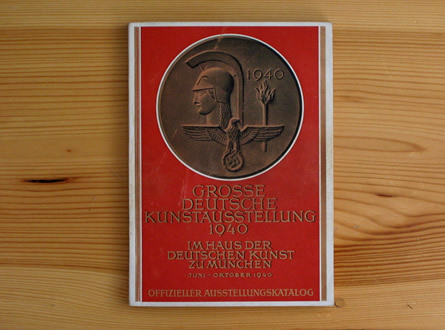 1940
GROSSE
DEUTSCHE
KUNSTAUSSTELLUNG
1940
IM HAUS DER
DEUTSCHEN KUNST
ZU MÜNCHEN
JUNI-OKTOBER 1940
OFFIZIELLER AUSSTELLUNGSKATALOG